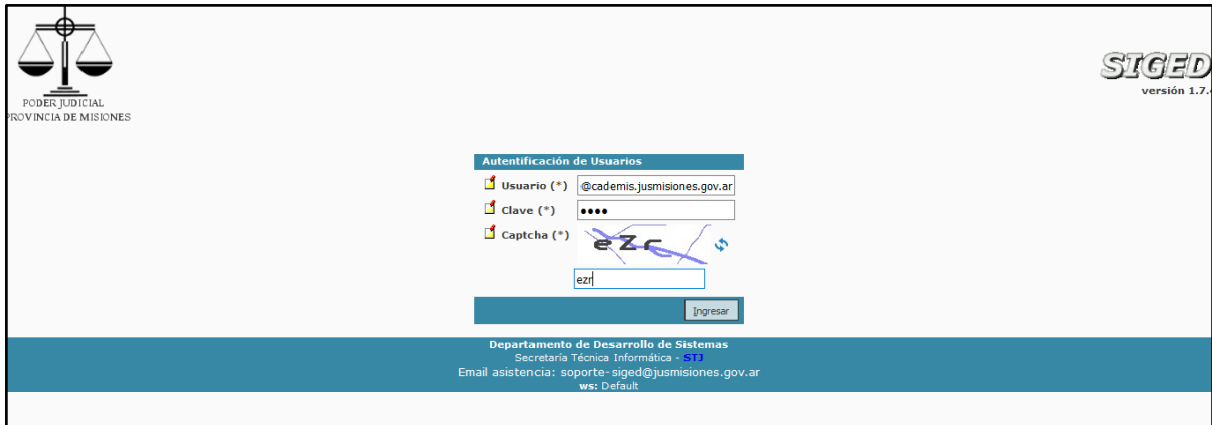 PODER JUDICIAL
PROVINCIA DE MISIONES
SIGED
versión 1.7.
Autentificación de Usuarios
Usuario (*) @cademis.jusmisiones.gov.ar
Clave (*) ••••
Captcha (*) eZr
ezr
Ingresar
Departamento de Desarrollo de Sistemas
Secretaría Técnica Informática - STJ
Email asistencia: soporte-siged@jusmisiones.gov.ar
ws: Default